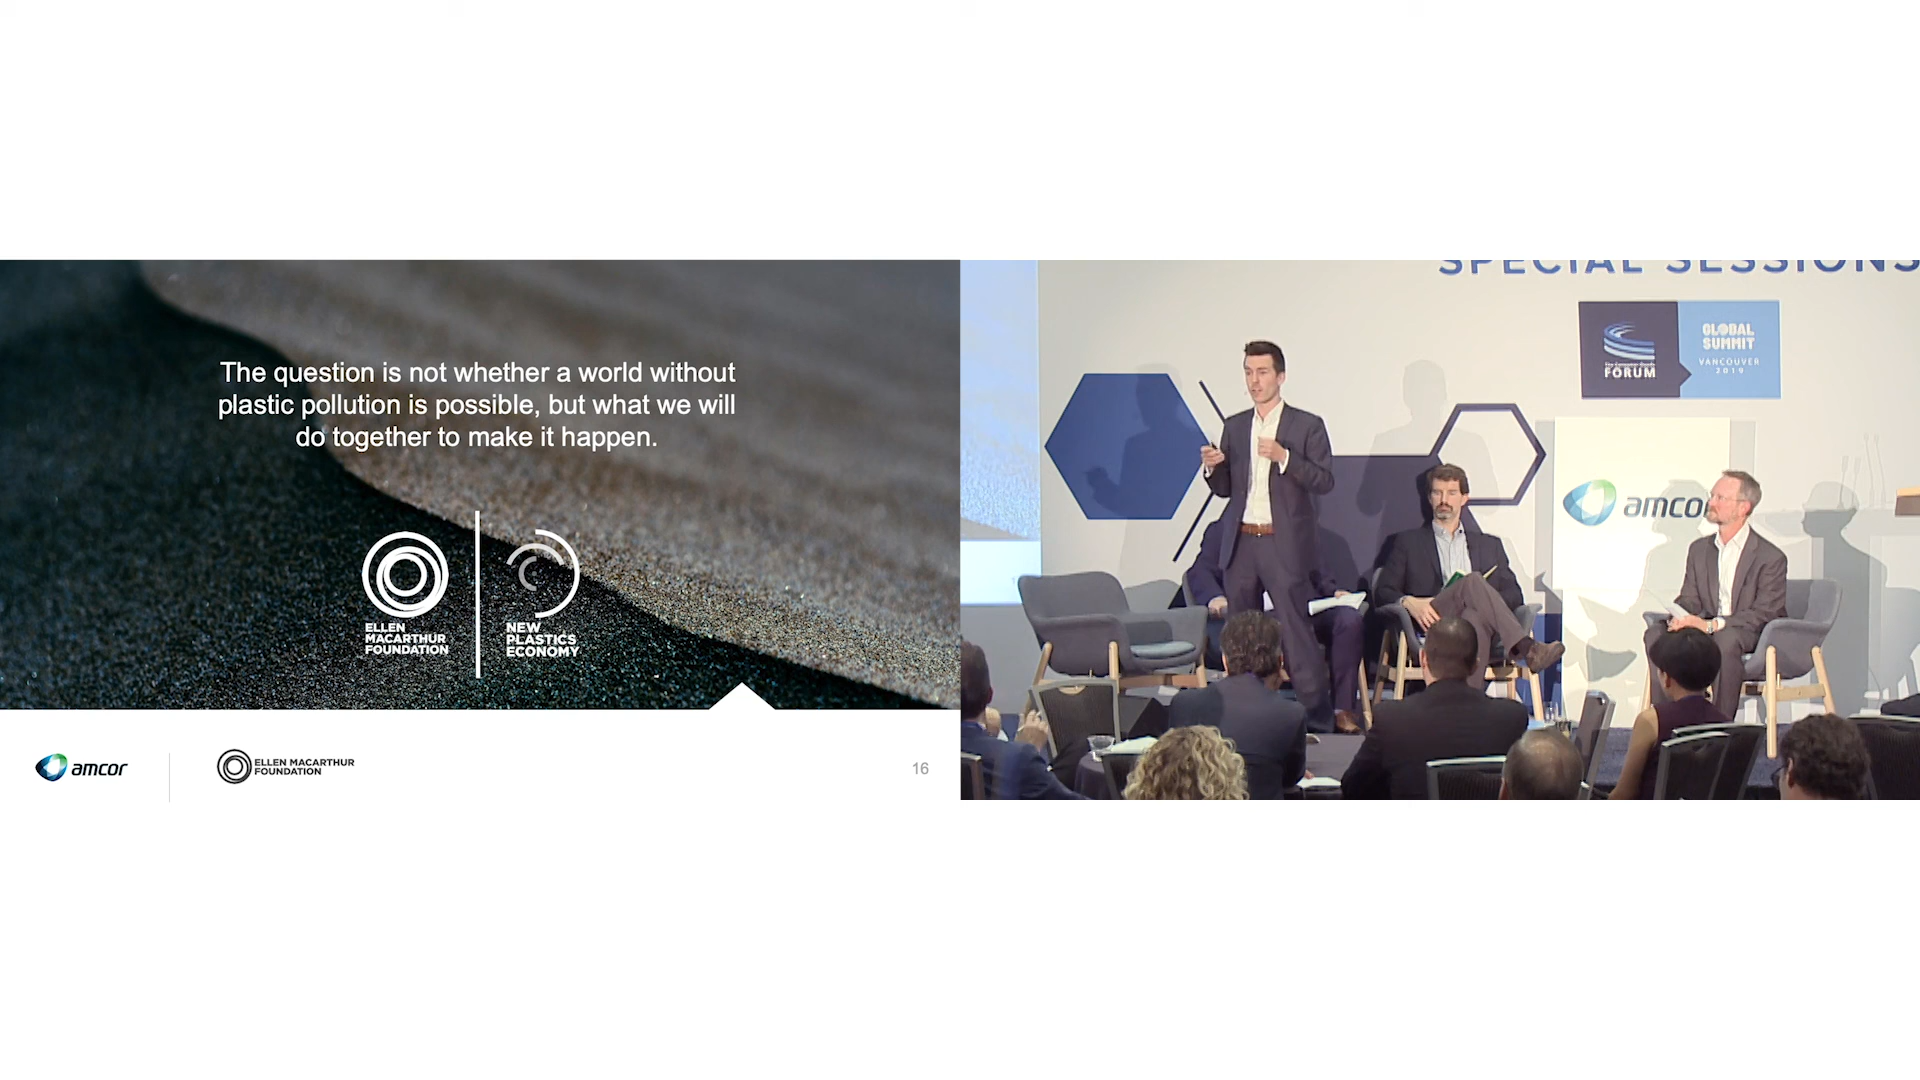 The question is not whether a world without
plastic pollution is possible, but what we will
do together to make it happen.
ELLEN
MACARTHUR
FOUNDATION
NEW
PLASTICS
ECONOMY
amcor
ELLEN MACARTHUR
FOUNDATION
16
SPECIAL SESSIONS
FORUM
GLOBAL
SUMMIT
VANCOUVER
2019
amcor